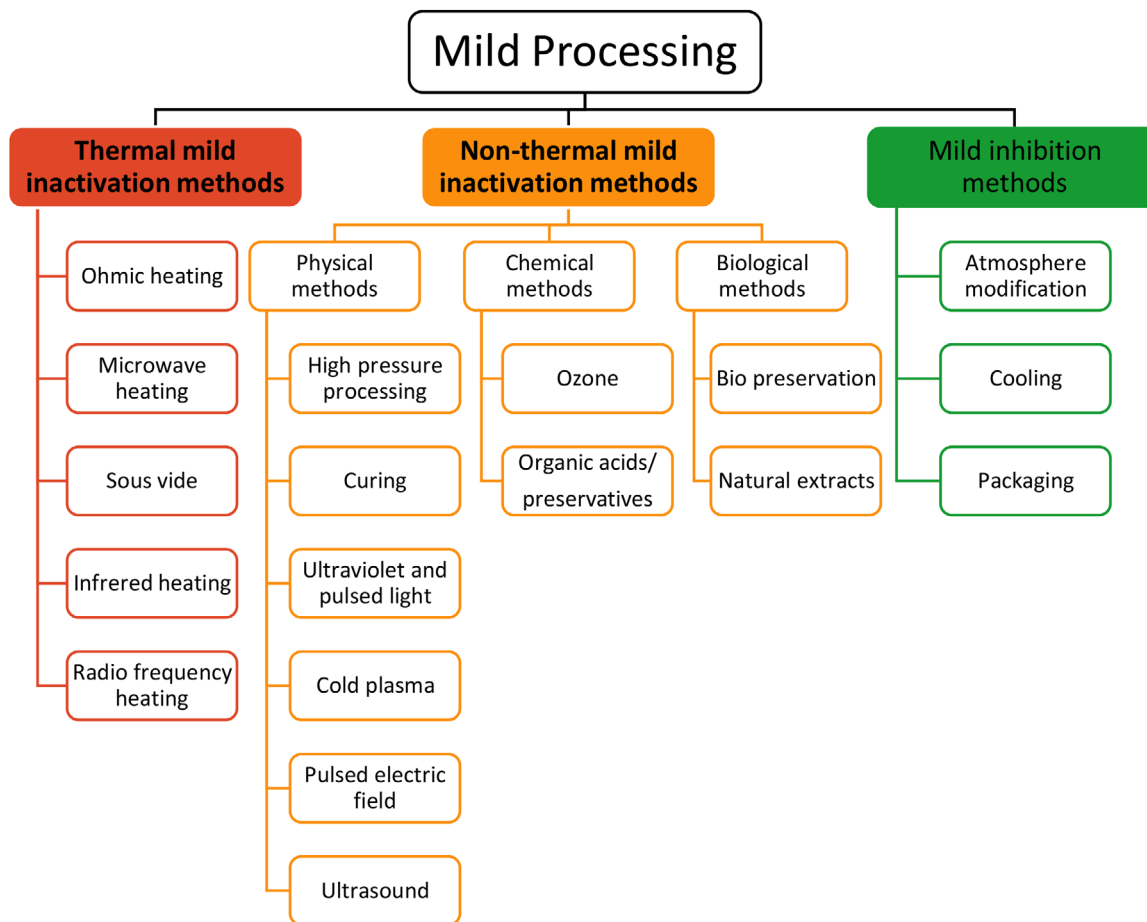 Mild Processing
Thermal mild
inactivation methods
Non-thermal mild
inactivation methods
Mild inhibition
methods
Ohmic heating
Microwave
heating
Sous vide
Infrered heating
Radio frequency
heating
Physical
methods
High pressure
processing
Curing
Ultraviolet and
pulsed light
Cold plasma
Pulsed electric
field
Ultrasound
Chemical
methods
Ozone
Organic acids/
preservatives
Biological
methods
Bio preservation
Natural extracts
Atmosphere
modification
Cooling
Packaging